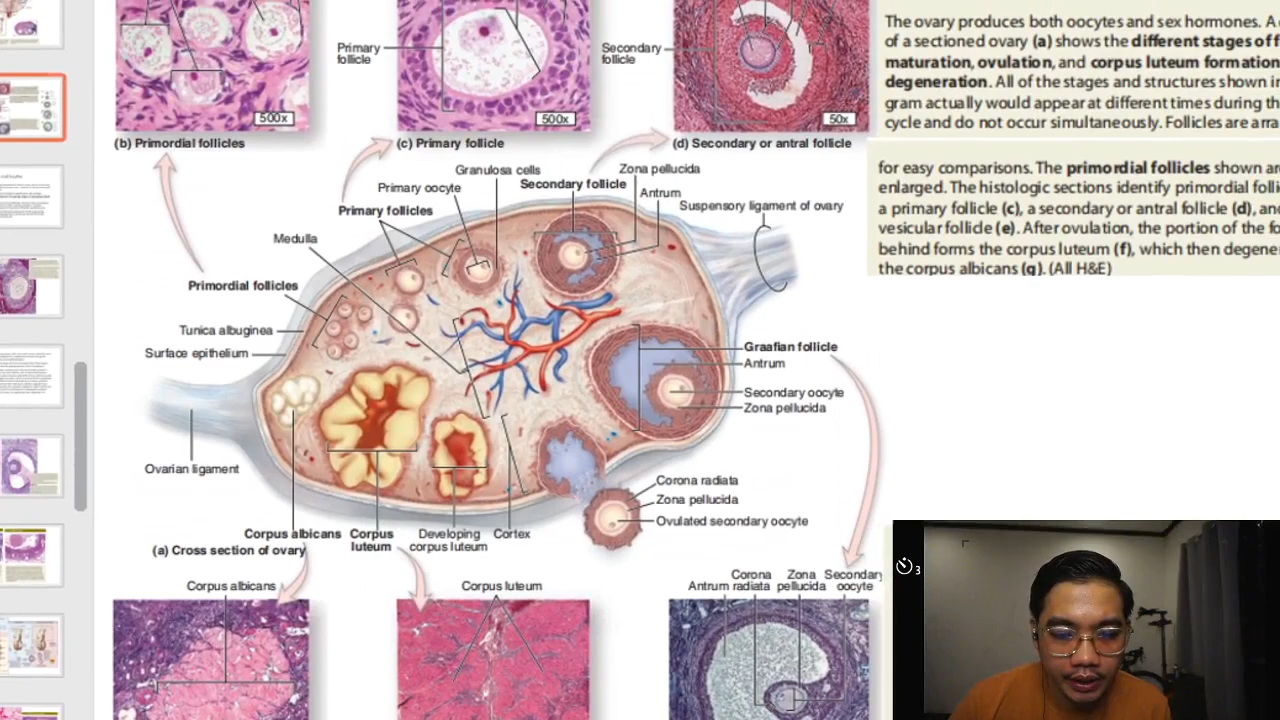 The ovary produces both oocytes and sex hormones. A
of a sectioned ovary (a) shows the different stages of f
maturation, ovulation, and corpus luteum formation
degeneration. All of the stages and structures shown in
gram actually would appear at different times during th
cycle and do not occur simultaneously. Follicles are arra
for easy comparisons. The primordial follicles shown are
enlarged. The histologic sections identify primordial folli
a primary follicle (c), a secondary or antral follicle (d), an
vesicular follicle (e). After ovulation, the portion of the fo
behind forms the corpus luteum (f), which then degene
the corpus albicans (g). (All H&E)
Primary
follicle
Secondary
follicle
500x
500x
50x
(b) Primordial follicles
(c) Primary follicle
(d) Secondary or antral follicle
Granulosa cells
Zona pellucida
Primary oocyte
Secondary follicle
Antrum
Primary follicles
Suspensory ligament of ovary
Medulla
Primordial follicles
Tunica albuginea
Surface epithelium
Graafian follicle
Antrum
Secondary oocyte
Zona pellucida
Ovarian ligament
Corona radiata
Zona pellucida
Ovulated secondary oocyte
Corpus albicans
Corpus
luteum
Developing
corpus luteum
Cortex
(a) Cross section of ovary
Corpus albicans
Corpus luteum
Antrum
Corona
radiata
Zona
pellucida
Secondary
oocyte
3